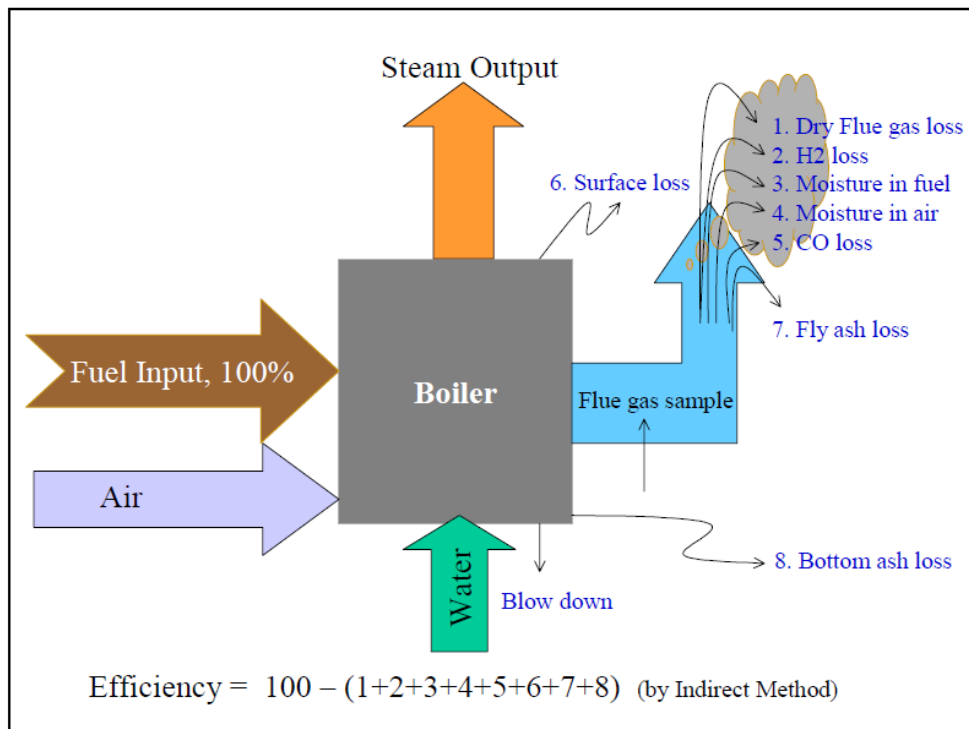 Steam Output
1. Dry Flue gas loss
2. H2 loss
6. Surface loss
3. Moisture in fuel
4. Moisture in air
5. CO loss
7. Fly ash loss
Fuel Input, 100%
Boiler
Flue gas sample
Air
Water
8. Bottom ash loss
Blow down
Efficiency = 100 – (1+2+3+4+5+6+7+8) (by Indirect Method)